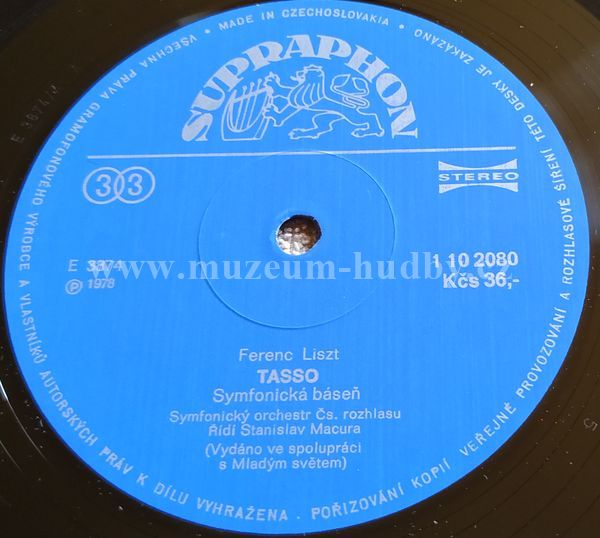 VŠECHNA PRÁVA GRAMOFONOVÉHO VÝROBCE A VLASTNÍKŮ AUTORSKÝCH PRÁV K DÍLU VYHRAŽENA · POŘIZOVÁNÍ KOPIÍ VEŘEJNÉ PROVOZOVÁNÍ A ROZHLASOVÉ ŠÍŘENÍ TÉTO DESKY JE ZAKÁZÁNO · MADE IN CZECHOSLOVAKIA ·
SUPRAPHON
33
STEREO
E 3374
Ⓟ 1978
1 10 2080
Kčs 36,-
www.muzeum-hudby.cz
Ferenc Liszt
TASSO
Symfonická báseň
Symfonický orchestr Čs. rozhlasu
Řídí Stanislav Macura
(Vydáno ve spolupráci
s Mladým světem)